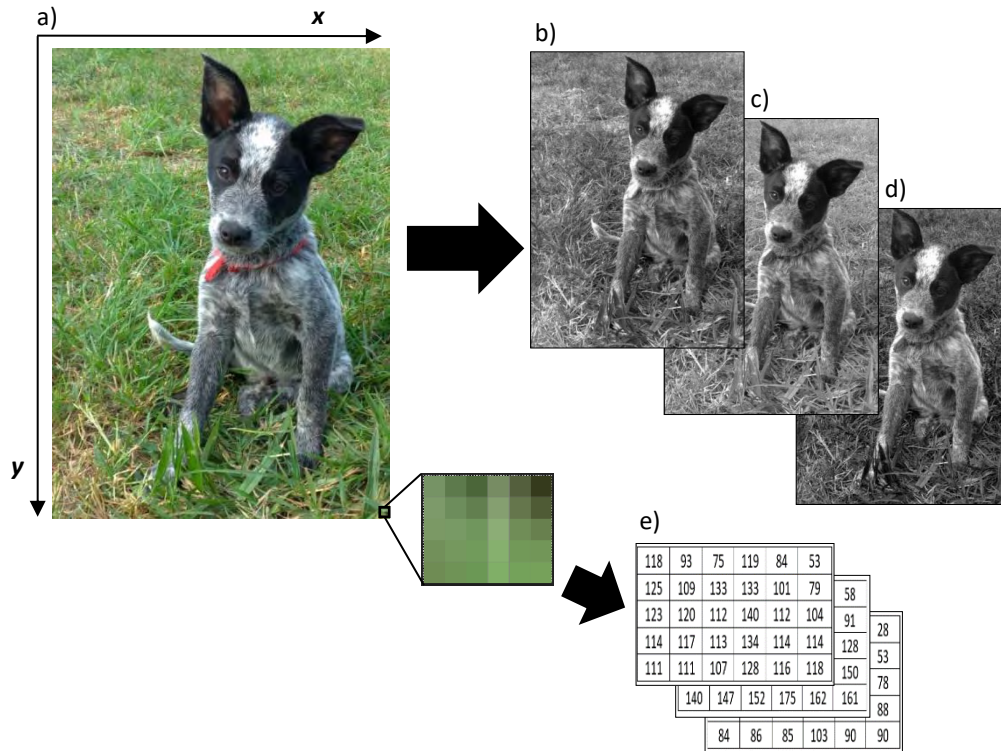 a)
x
y
b)
c)
d)
e)
118 93 75 119 84 53
125 109 133 133 101 79
123 120 112 140 112 104
114 117 113 134 114 114
111 111 107 128 116 118
58
91
128
150
140 147 152 175 162 161
28
53
78
88
84 86 85 103 90 90